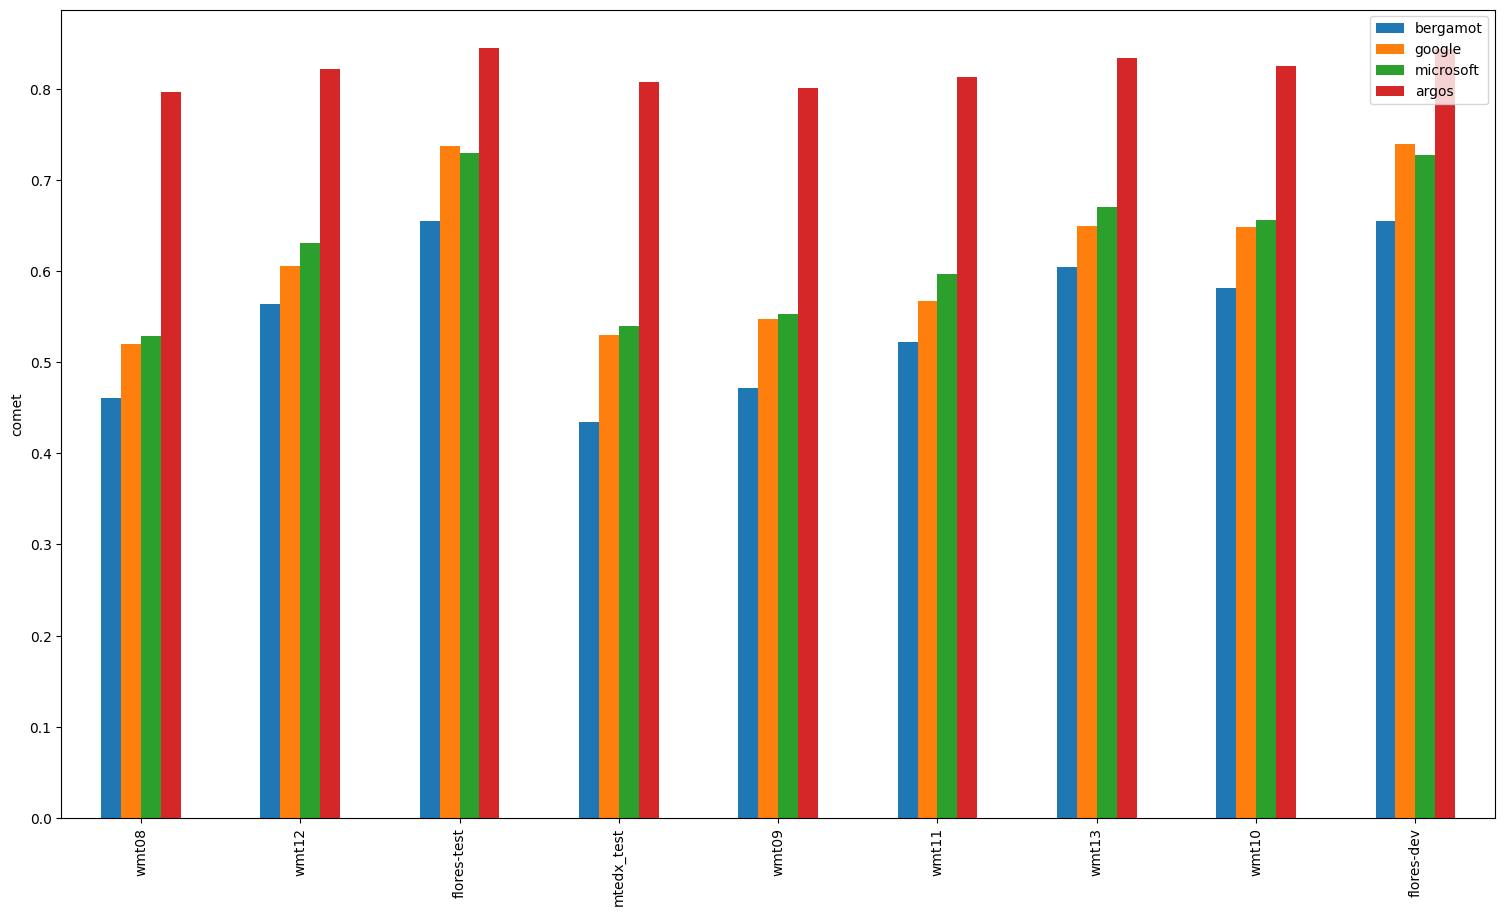 bergamot
google
microsoft
argos
comet
0.8
0.7
0.6
0.5
0.4
0.3
0.2
0.1
0.0
wmt08
wmt12
flores-test
mtedx_test
wmt09
wmt11
wmt13
wmt10
flores-dev